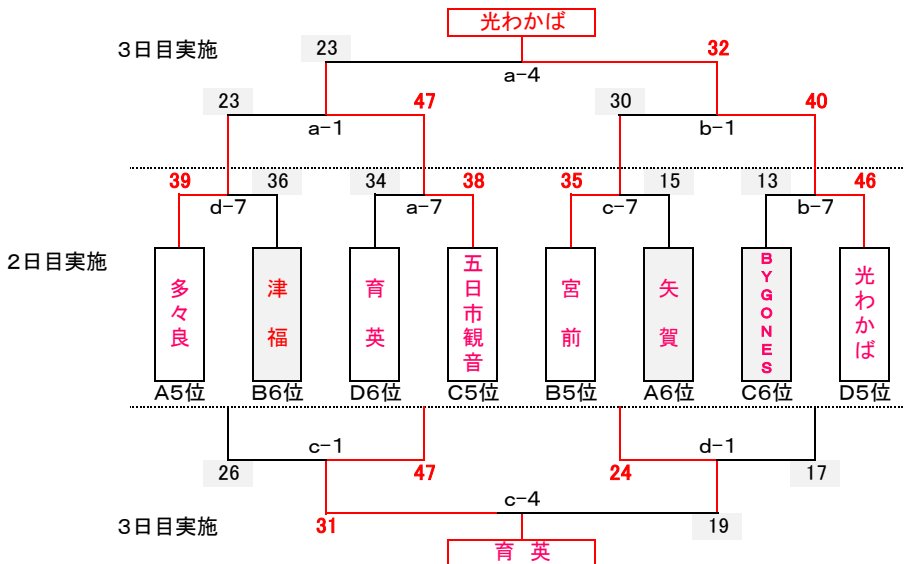 光わかば
3日目実施
23
32
a-4
23
47
30
40
a-1
b-1
39
36
34
38
35
15
13
46
d-7
a-7
c-7
b-7
2日目実施
多々良
津福
育英
五日市観音
宮前
矢賀
BYGONES
光わかば
A5位
B6位
D6位
C5位
B5位
A6位
C6位
D5位
c-1
d-1
26
47
24
17
c-4
3日目実施
31
19
育英